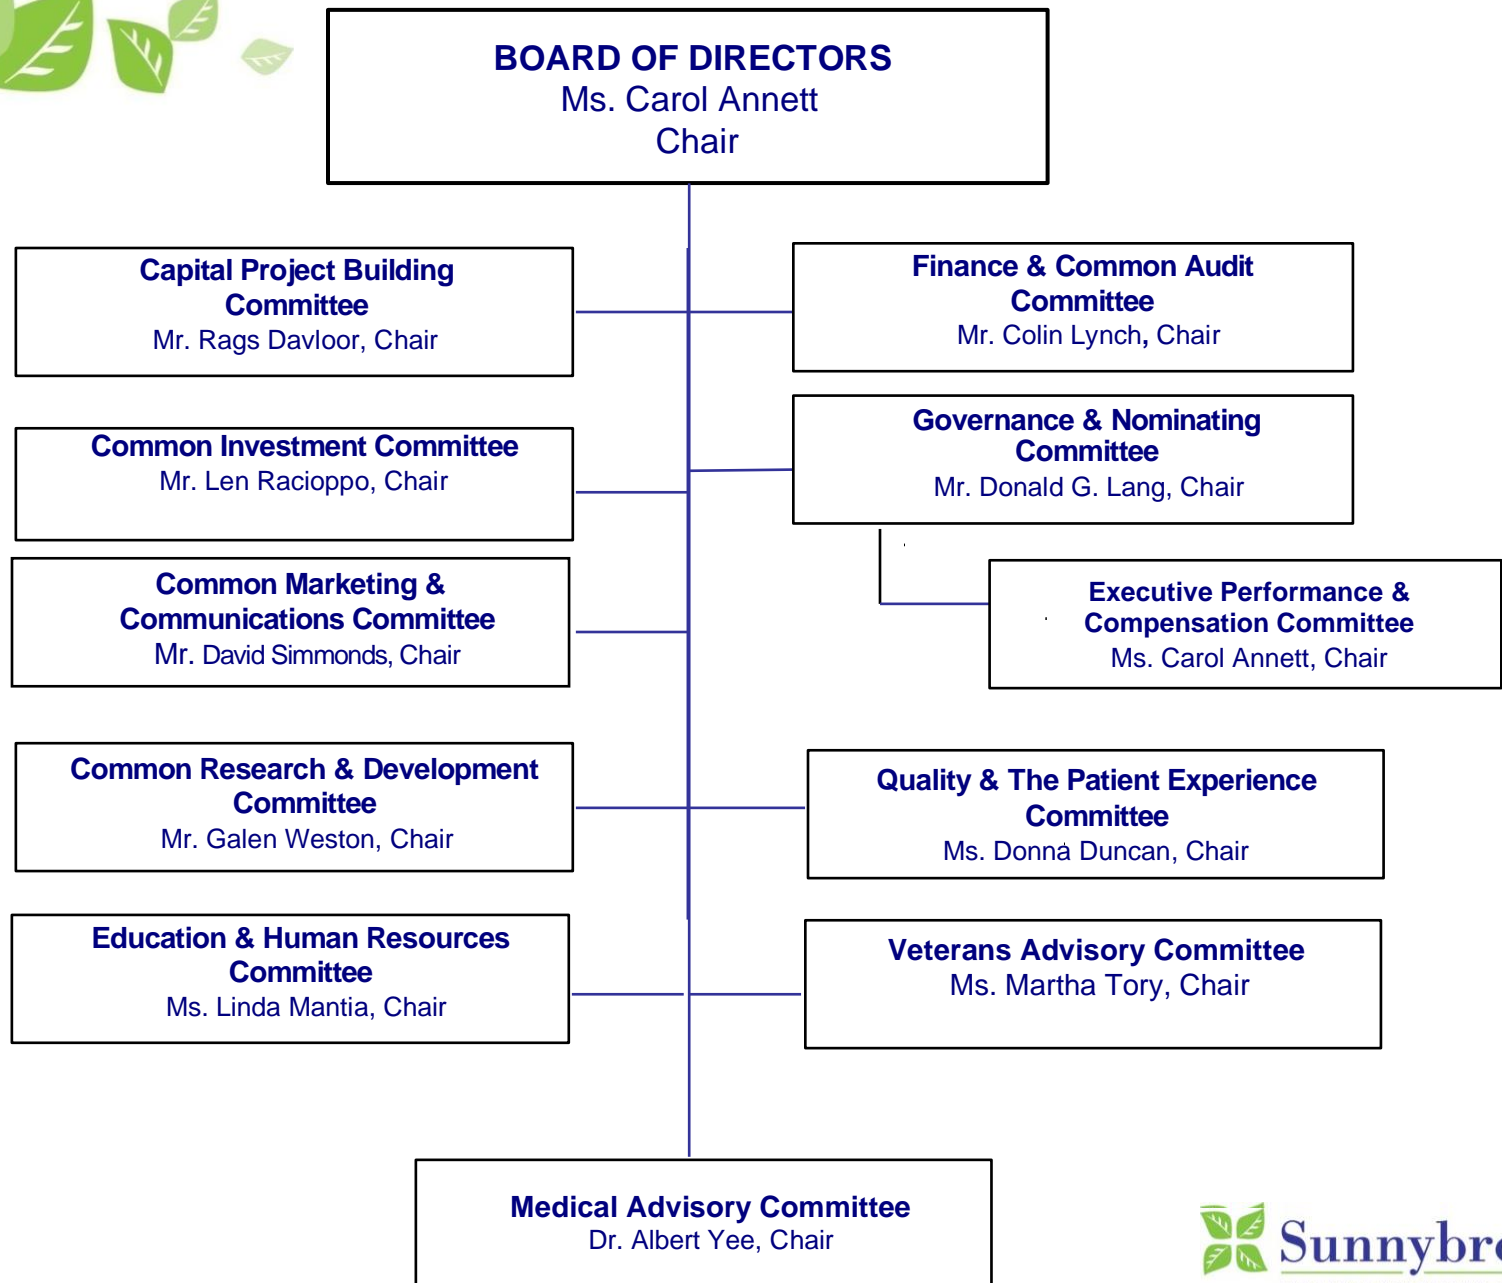 BOARD OF DIRECTORS
Ms. Carol Annett
Chair
Capital Project Building
Committee
Mr. Rags Davloor, Chair
Finance & Common Audit
Committee
Mr. Colin Lynch, Chair
Common Investment Committee
Mr. Len Racioppo, Chair
Governance & Nominating
Committee
Mr. Donald G. Lang, Chair
Common Marketing &
Communications Committee
Mr. David Simmonds, Chair
Executive Performance &
Compensation Committee
Ms. Carol Annett, Chair
Common Research & Development
Committee
Mr. Galen Weston, Chair
Quality & The Patient Experience
Committee
Ms. Donna Duncan, Chair
Education & Human Resources
Committee
Ms. Linda Mantia, Chair
Veterans Advisory Committee
Ms. Martha Tory, Chair
Medical Advisory Committee
Dr. Albert Yee, Chair